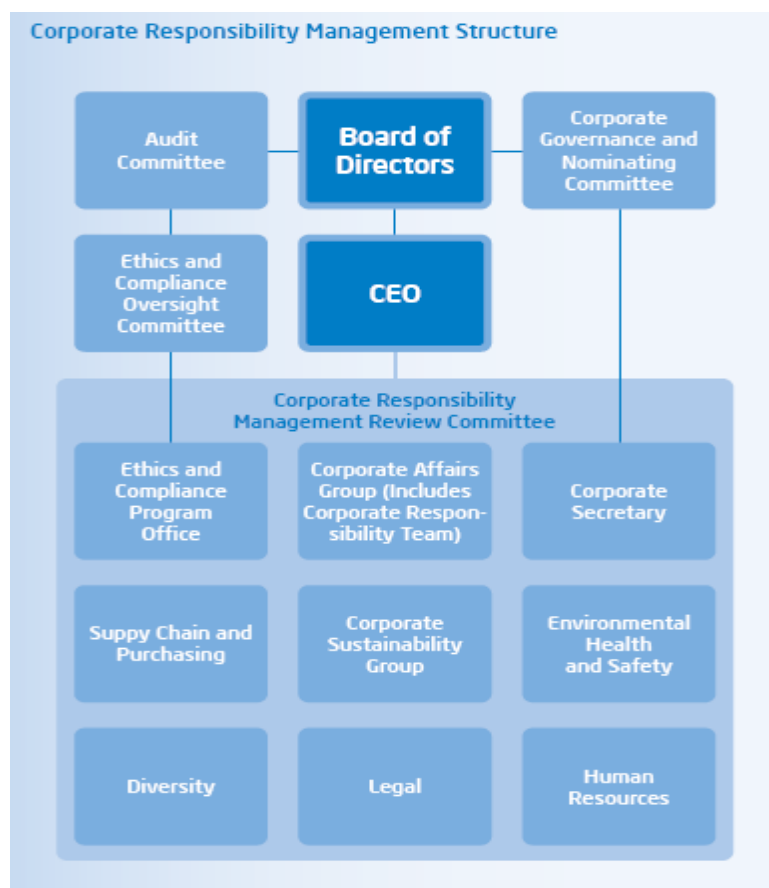 Corporate Responsibility Management Structure
Audit
Committee
Board of
Directors
Corporate
Governance and
Nominating
Committee
Ethics and
Compliance
Oversight
Committee
CEO
Corporate Responsibility
Management Review Committee
Ethics and
Compliance
Program
Office
Corporate Affairs
Group (Includes
Corporate Respon-
sibility Team)
Corporate
Secretary
Suppy Chain and
Purchasing
Corporate
Sustainability
Group
Environmental
Health
and Safety
Diversity
Legal
Human
Resources